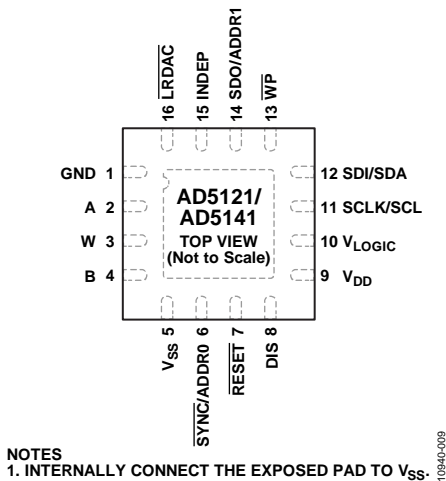 16 LRDAC
15 INDEP
14 SDO/ADDR1
13 WP
GND 1
A 2
W 3
B 4
AD5121/
AD5141
TOP VIEW
(Not to Scale)
12 SDI/SDA
11 SCLK/SCL
10 VLOGIC
9 VDD
VSS 5
SYNC/ADDR0 6
RESET 7
DIS 8
NOTES
1. INTERNALLY CONNECT THE EXPOSED PAD TO VSS.
10940-009